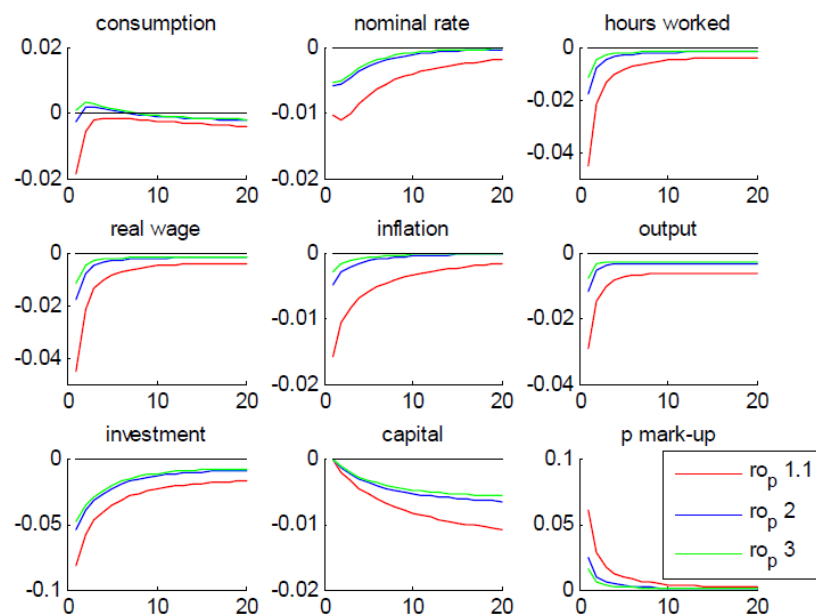 consumption
nominal rate
hours worked
0.02
0
-0.02
0 10 20
0
-0.01
0.02
0 10 20
0
-0.02
-0.04
0 10 20
real wage
inflation
output
0
-0.02
-0.04
0 10 20
0
-0.01
-0.02
0 10 20
0
-0.02
-0.04
0 10 20
investment
capital
p mark-up
0
-0.05
-0.1
0 10 20
0
-0.01
-0.02
0 10 20
0.1
0.05
0
0 10 20
ro_p 1.1
ro_p 2
ro_p 3